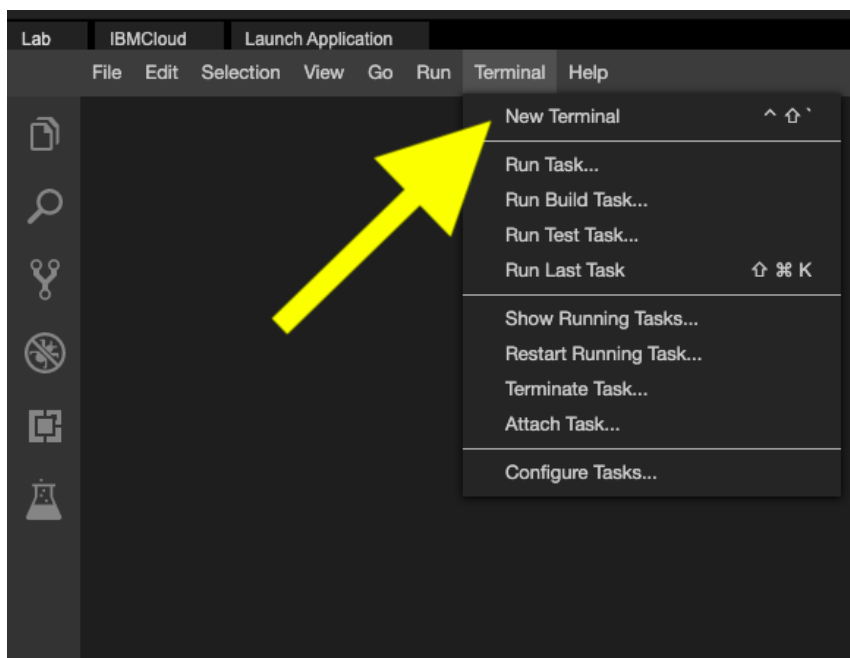 Lab IBMCloud Launch Application
File Edit Selection View Go Run Terminal Help
New Terminal ^ ⇧ `
Run Task...
Run Build Task...
Run Test Task...
Run Last Task ⇧ ⌘ K
Show Running Tasks...
Restart Running Task...
Terminate Task...
Attach Task...
Configure Tasks...